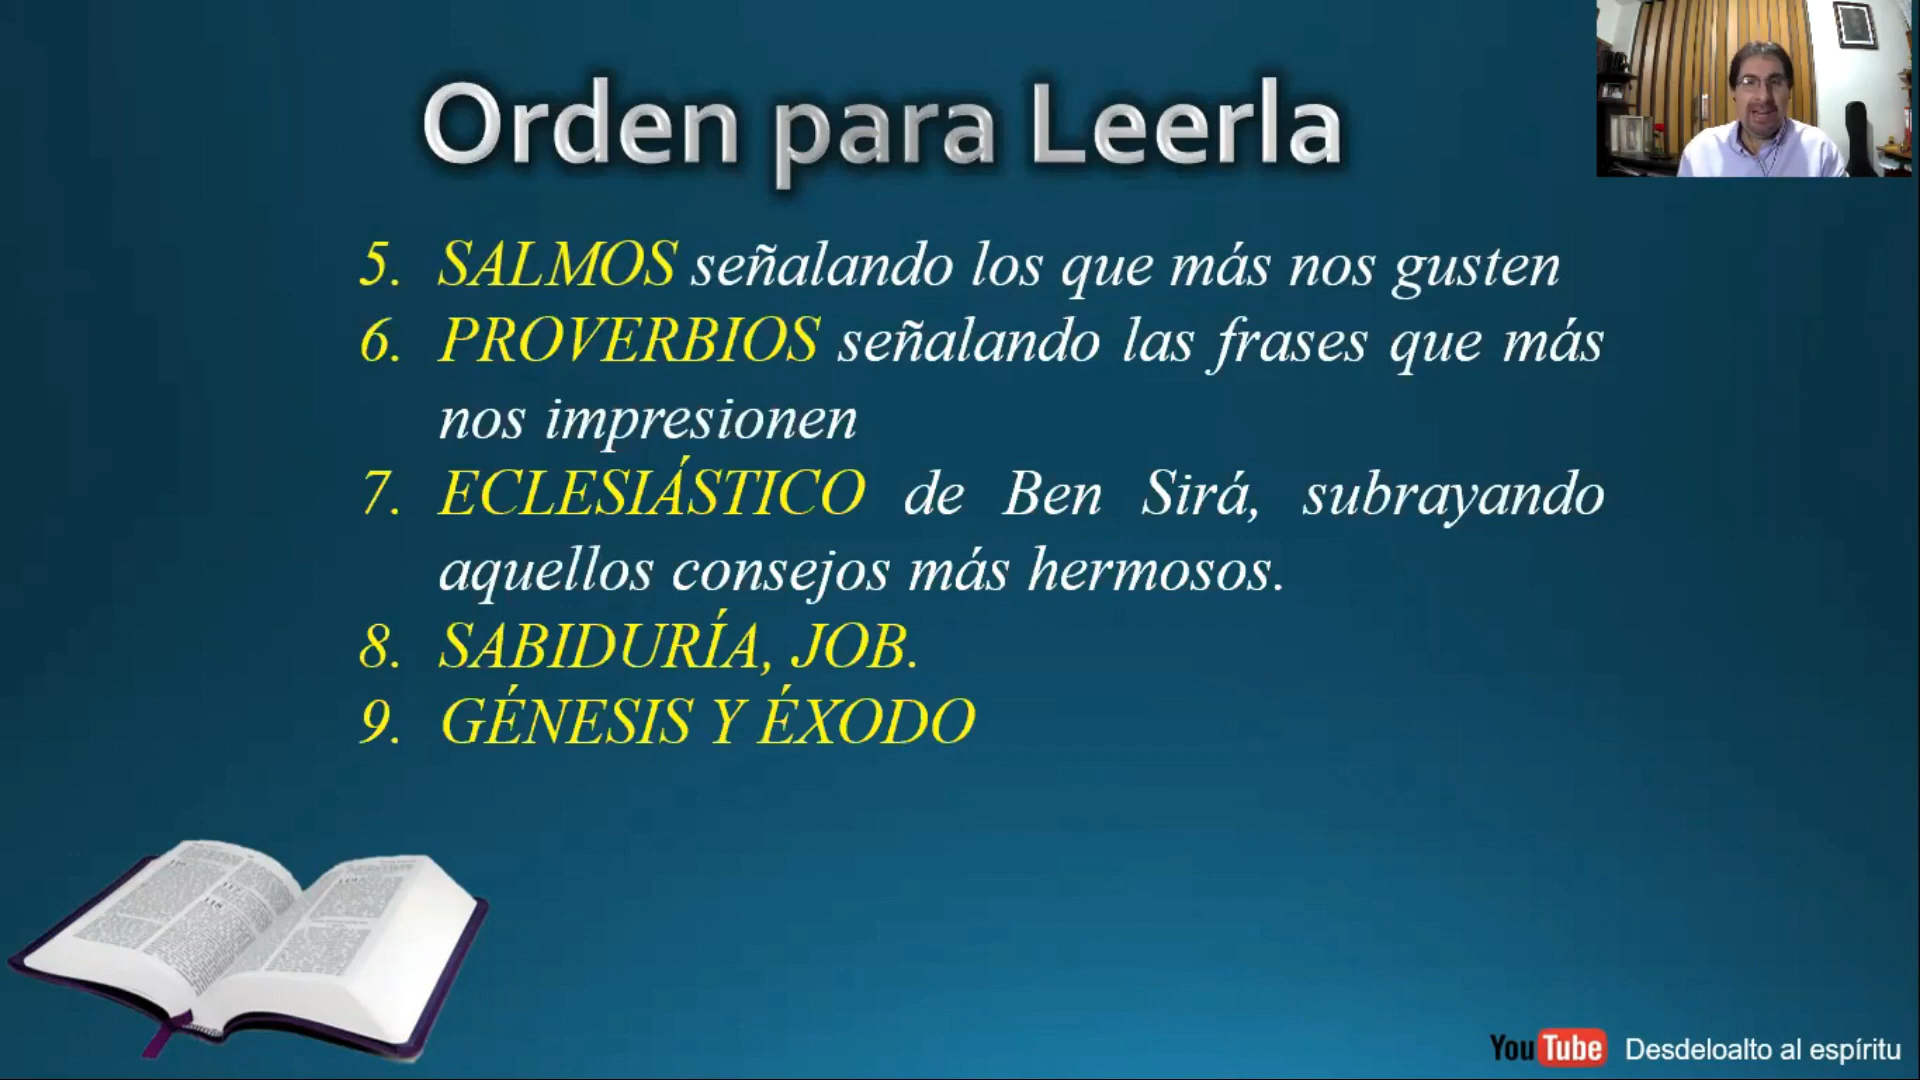 Orden para Leerla
5. SALMOS señalando los que más nos gusten
6. PROVERBIOS señalando las frases que más
nos impresionen
7. ECLESIÁSTICO de Ben Sirá, subrayando
aquellos consejos más hermosos.
8. SABIDURÍA, JOB.
9. GÉNESIS Y ÉXODO
YouTube Desdeloalto al espíritu